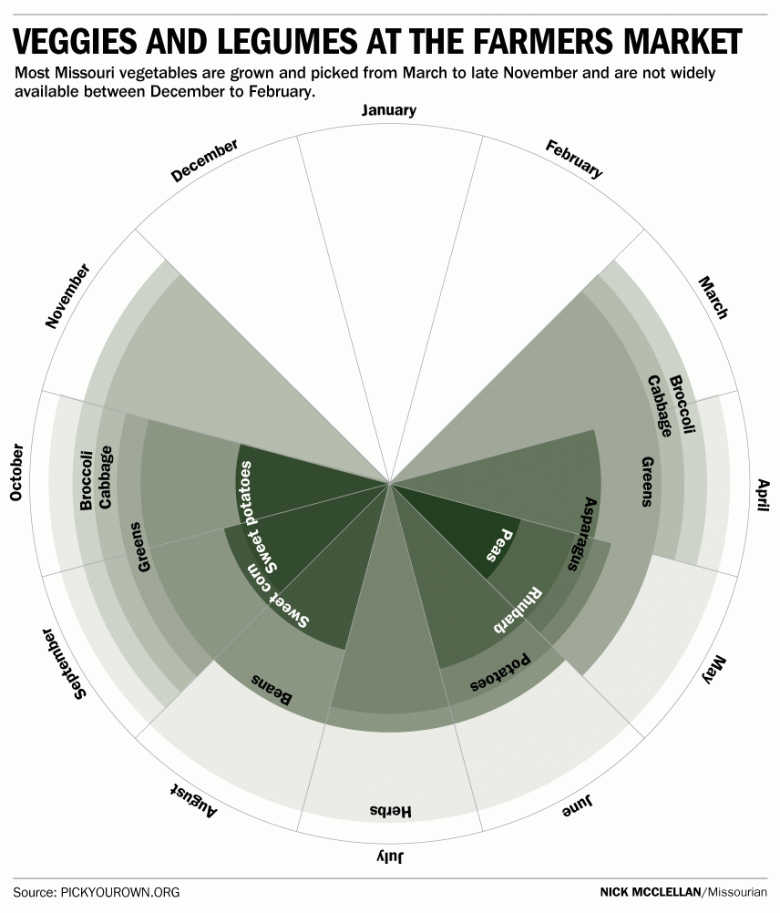 VEGGIES AND LEGUMES AT THE FARMERS MARKET
Most Missouri vegetables are grown and picked from March to late November and are not widely
available between December to February.
January
February
March
April
May
June
July
August
September
October
November
December
Broccoli
Cabbage
Greens
Asparagus
Peas
Rhubarb
Potatoes
Herbs
Beans
Sweet corn
Sweet potatoes
Greens
Cabbage
Broccoli
Source: PICKYOUROWN.ORG
NICK MCCLELLAN/Missourian